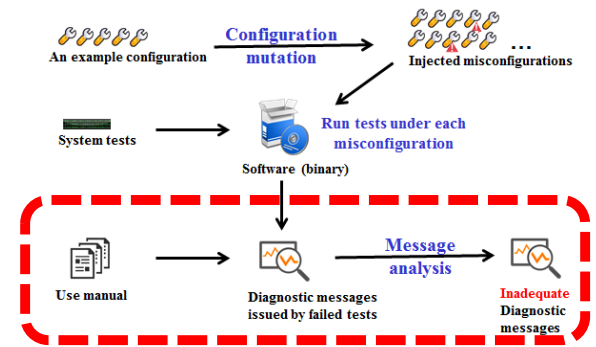 An example configuration
Configuration
mutation
...
Injected misconfigurations
System tests
Run tests under each
misconfiguration
Software (binary)
Use manual
Diagnostic messages
issued by failed tests
Message
analysis
Inadequate
Diagnostic
messages